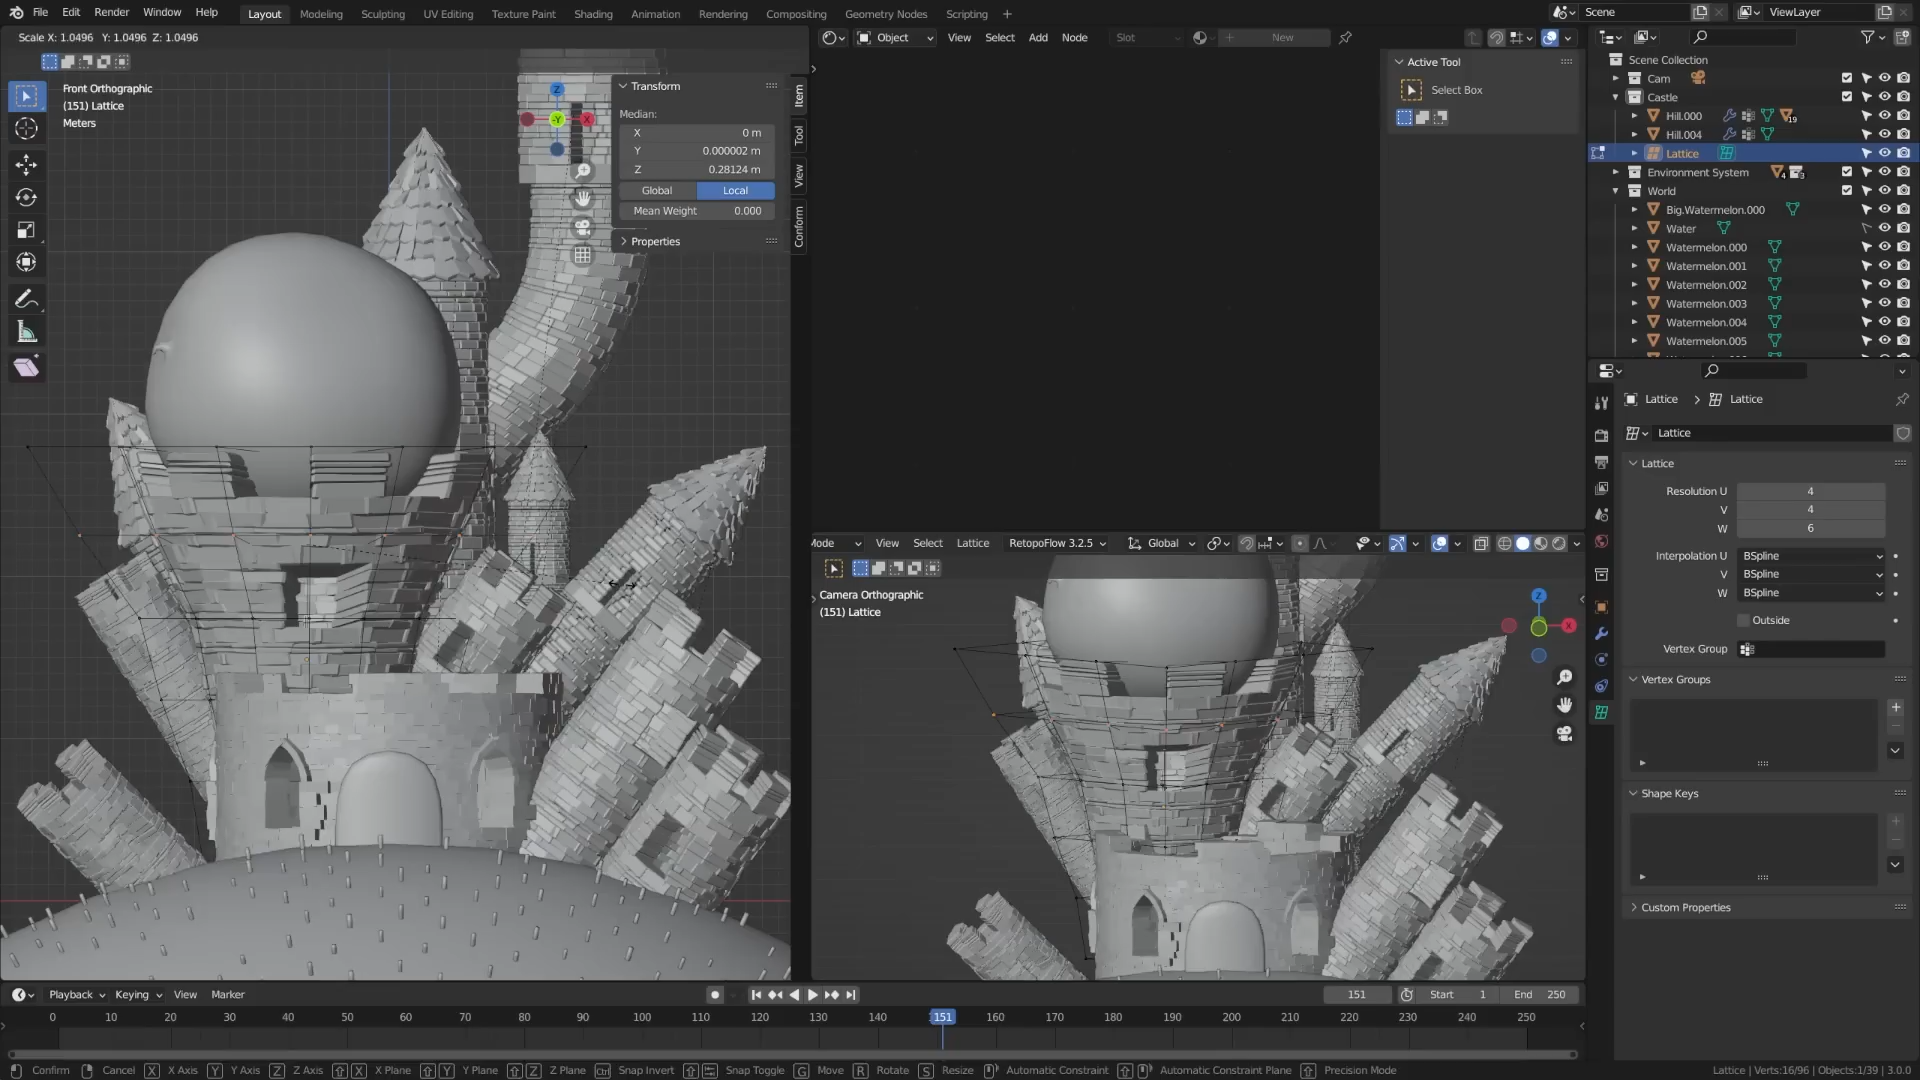 File Edit Render Window Help Layout Modeling Sculpting UV Editing Texture Paint Shading Animation Rendering Compositing Geometry Nodes Scripting + Scene ViewLayer
Scale X: 1.0496 Y: 1.0496 Z: 1.0496
Object View Select Add Node Slot New
Front Orthographic
(151) Lattice
Meters
Transform
Median:
X 0 m
Y 0.000002 m
Z 0.28124 m
Global Local
Mean Weight 0.000
Properties
Item
Tool
View
Conform
Z
-Y
X
Active Tool
Select Box
Scene Collection
Cam
Castle
Hill.000 19
Hill.004
Lattice
Environment System 4 3
World
Big.Watermelon.000
Water
Watermelon.000
Watermelon.001
Watermelon.002
Watermelon.003
Watermelon.004
Watermelon.005
Lattice Lattice
Lattice
Lattice
Resolution U 4
V 4
W 6
Interpolation U BSpline
V BSpline
W BSpline
Outside
Vertex Group
Vertex Groups
Shape Keys
Custom Properties
Mode View Select Lattice RetopoFlow 3.2.5 Global
Camera Orthographic
(151) Lattice
Z
X
Playback Keying View Marker 151 Start 1 End 250
0 10 20 30 40 50 60 70 80 90 100 110 120 130 140 151 160 170 180 190 200 210 220 230 240 250
Confirm Cancel X X Axis Y Y Axis Z Z Axis X X Plane Y Y Plane Z Z Plane Ctrl Snap Invert Snap Toggle G Move R Rotate S Resize Automatic Constraint Automatic Constraint Plane Precision Mode Lattice | Verts:16/96 | Objects:1/39 | 3.0.0